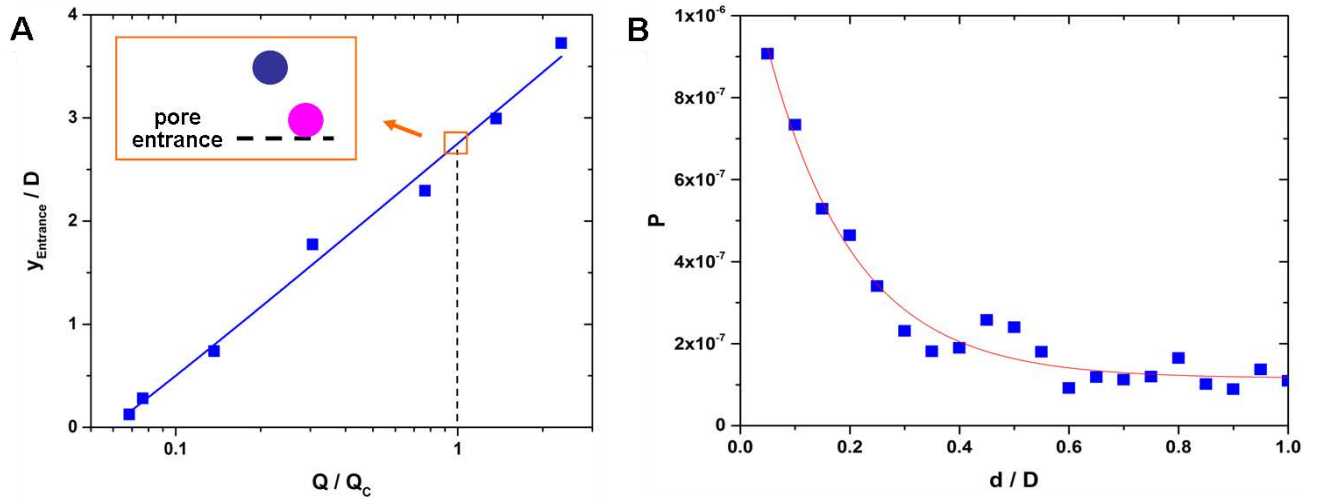 A
pore
entrance
y_Entrance / D
4
3
2
1
0
0.1
1
Q / Q_C
B
P
1x10^-6
8x10^-7
6x10^-7
4x10^-7
2x10^-7
0
0.0
0.2
0.4
0.6
0.8
1.0
d / D